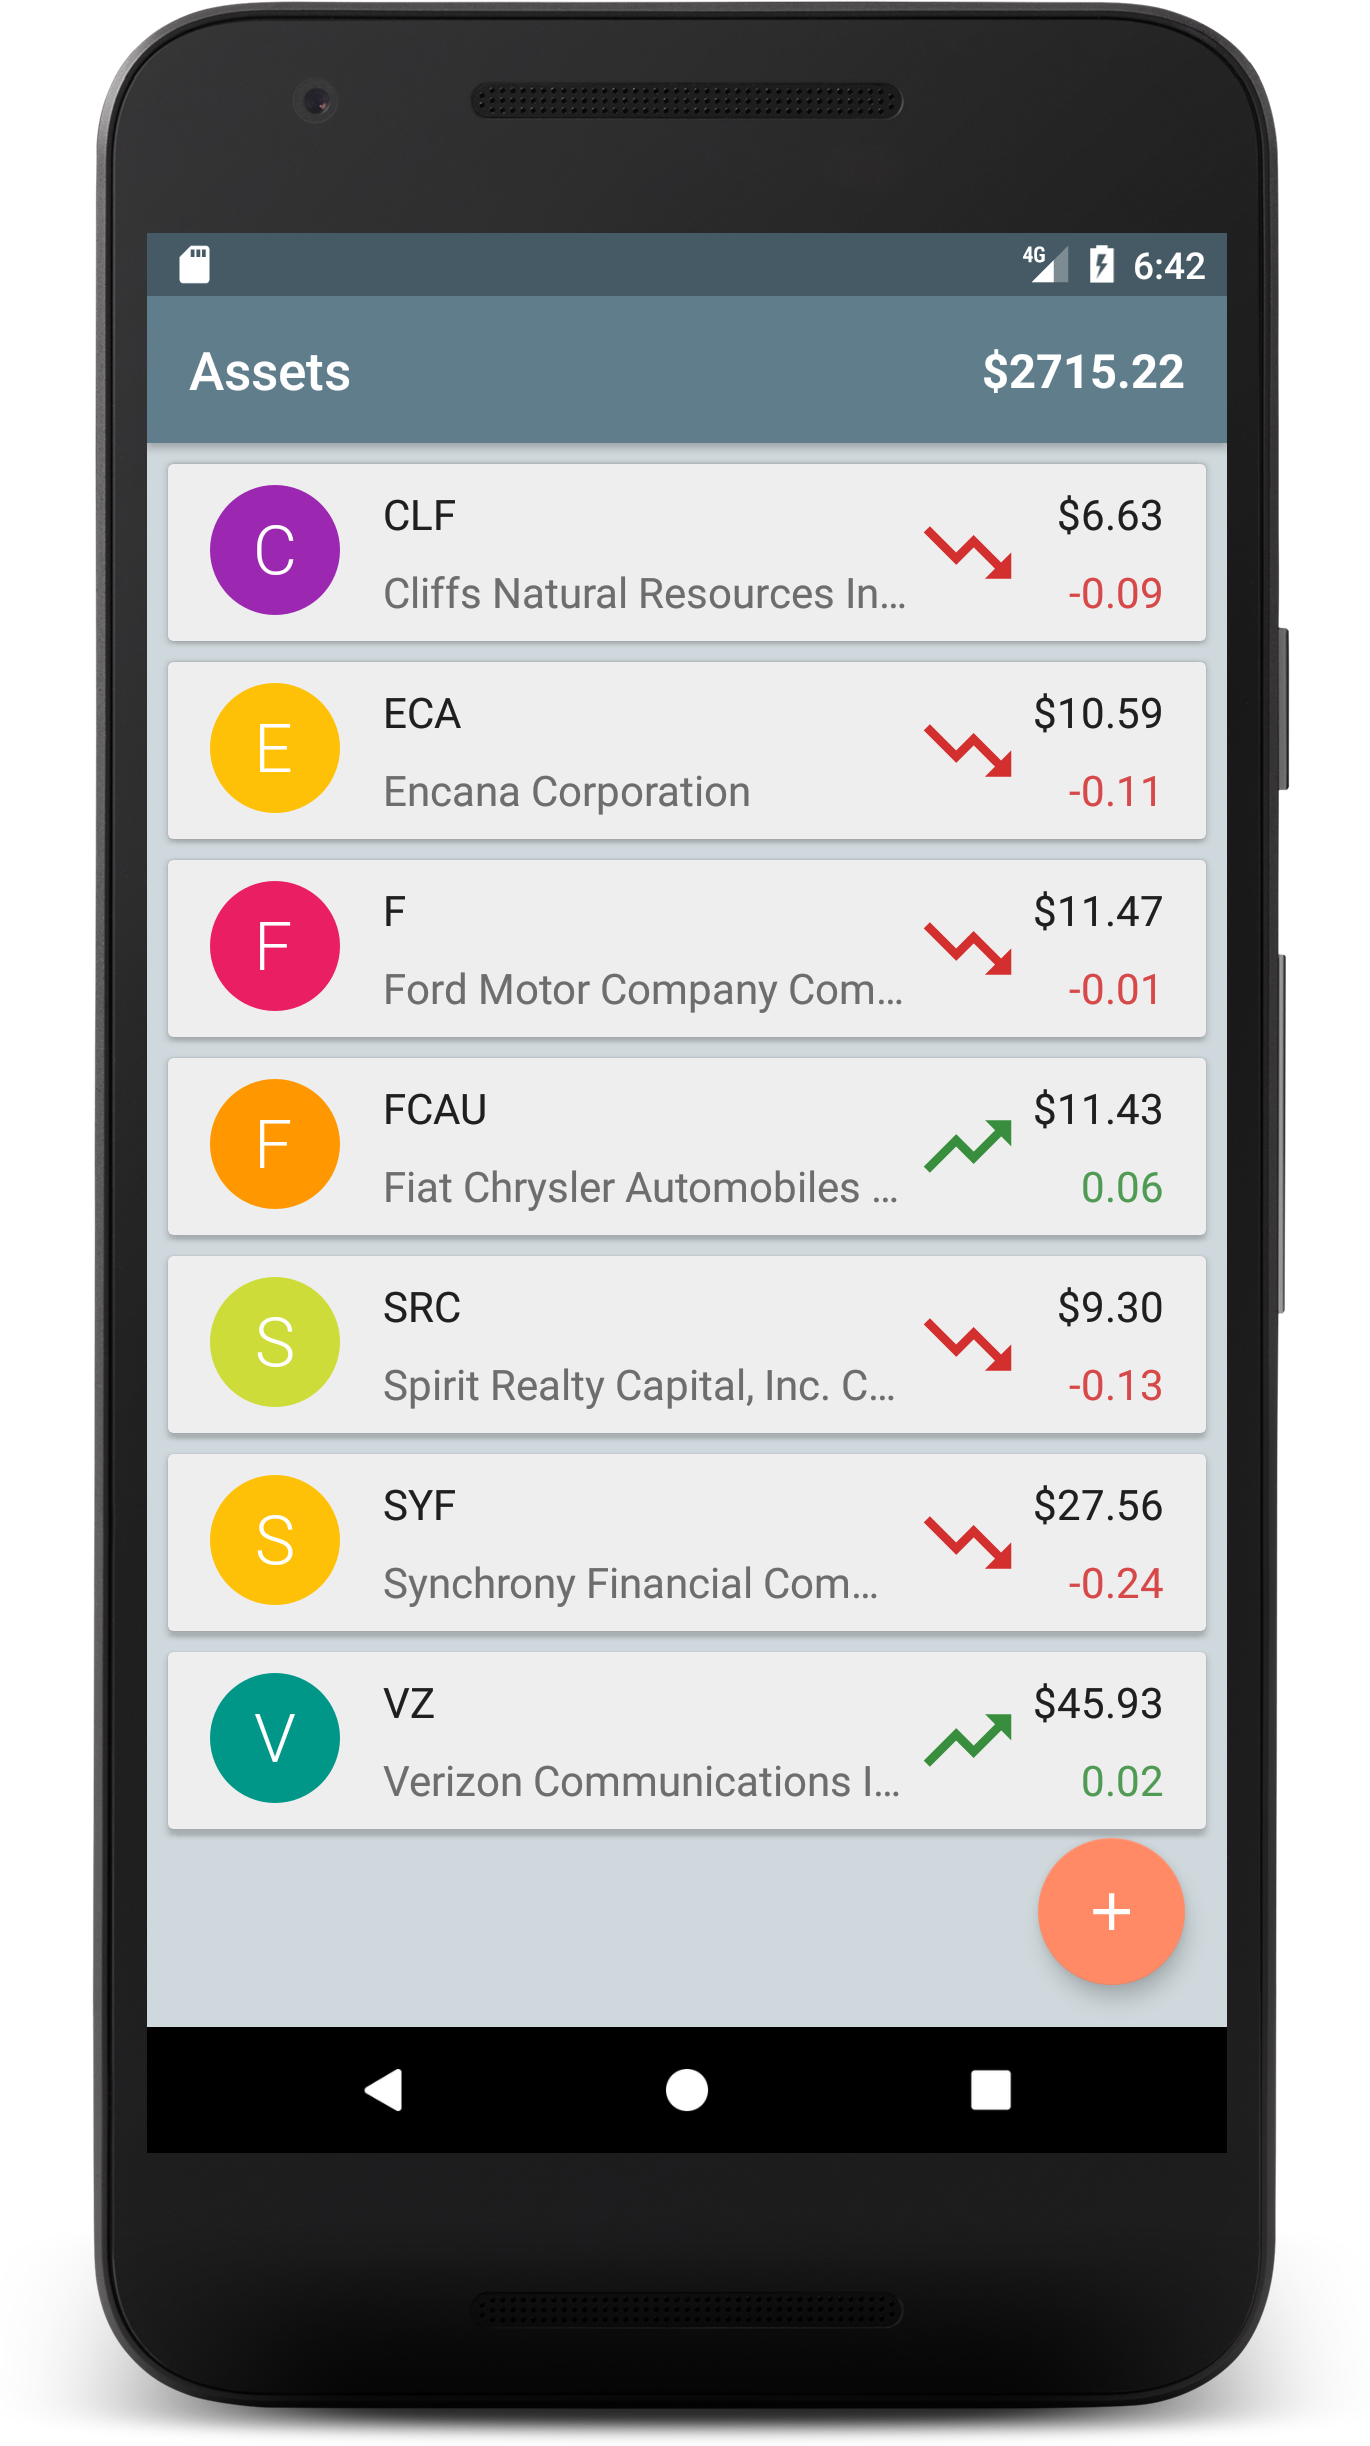 4G 6:42
Assets $2715.22
C CLF $6.63
Cliffs Natural Resources In... -0.09
E ECA $10.59
Encana Corporation -0.11
F F $11.47
Ford Motor Company Com... -0.01
F FCAU $11.43
Fiat Chrysler Automobiles ... 0.06
S SRC $9.30
Spirit Realty Capital, Inc. C... -0.13
S SYF $27.56
Synchrony Financial Com... -0.24
V VZ $45.93
Verizon Communications I... 0.02
+